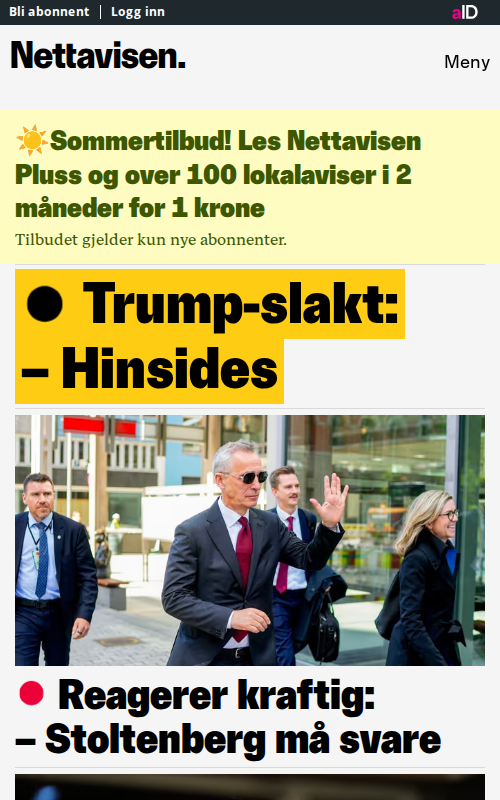 Bli abonnent | Logg inn
aID
Nettavisen.
Meny
☀️Sommertilbud! Les Nettavisen
Pluss og over 100 lokalaviser i 2
måneder for 1 krone
Tilbudet gjelder kun nye abonnenter.
Trump-slakt:
– Hinsides
Reagerer kraftig:
– Stoltenberg må svare